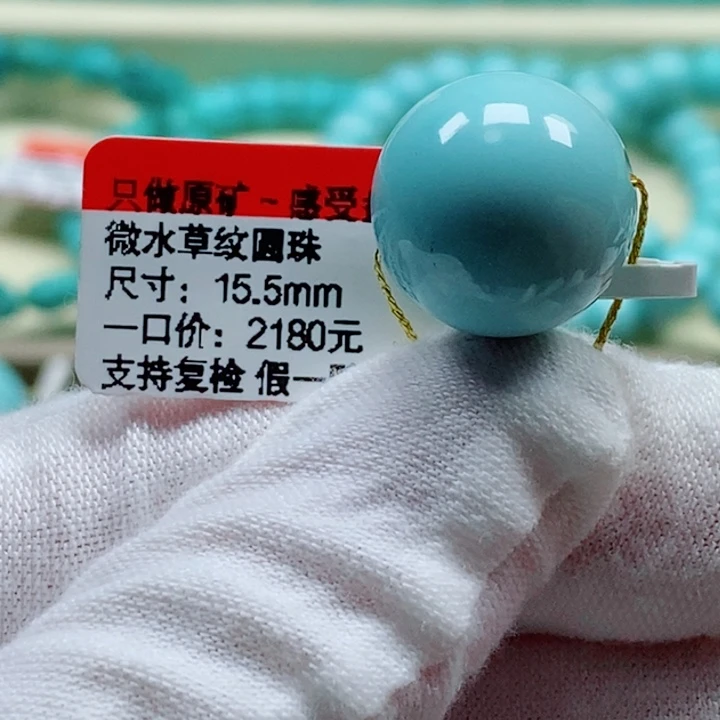 只做原矿 ~ 感受
微水草纹圆珠
尺寸：15.5mm
一口价：2180元
支持复检 假一